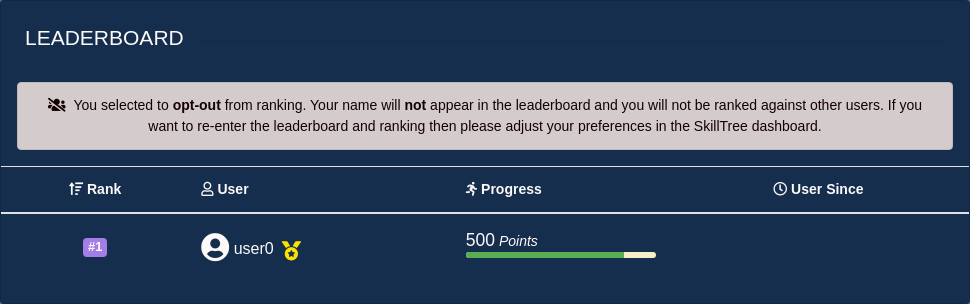 LEADERBOARD
You selected to opt-out from ranking. Your name will not appear in the leaderboard and you will not be ranked against other users. If you
want to re-enter the leaderboard and ranking then please adjust your preferences in the SkillTree dashboard.
Rank User Progress User Since
#1 user0 500 Points